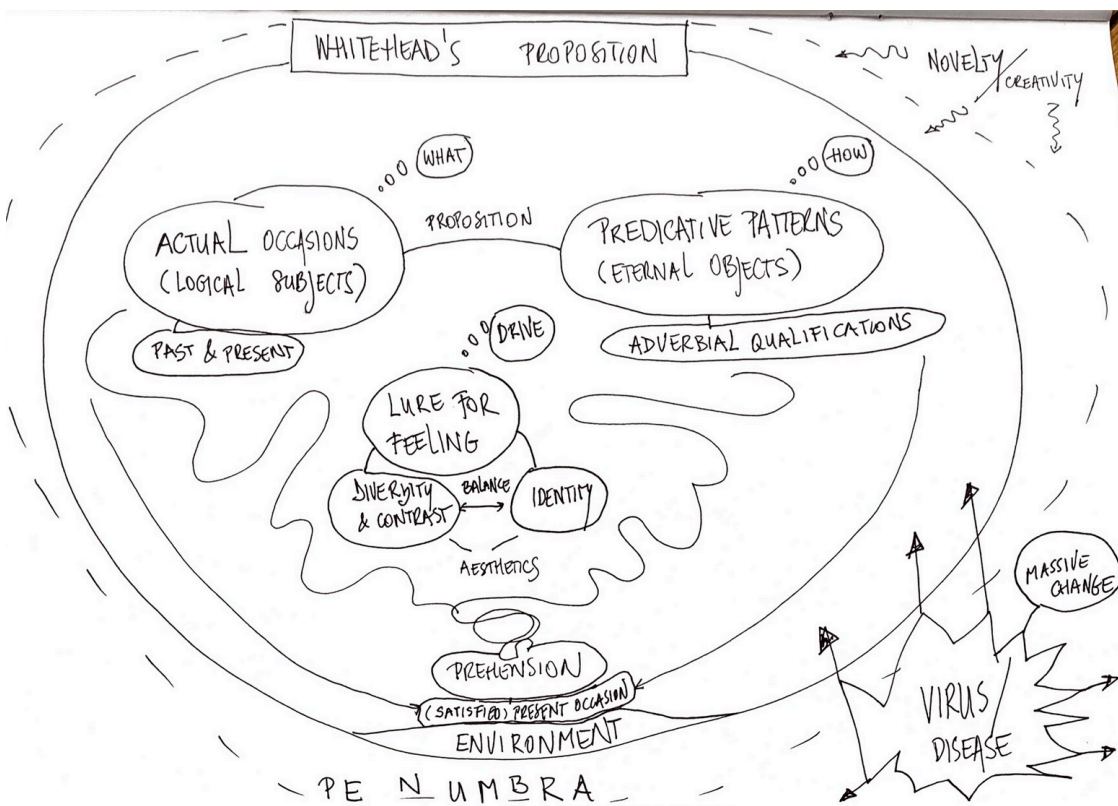 WHITEHEAD'S PROPOSITION
NOVELTY/CREATIVITY
WHAT
HOW
ACTUAL OCCASIONS
(LOGICAL SUBJECTS)
PROPOSITION
PREDICATIVE PATTERNS
(ETERNAL OBJECTS)
PAST & PRESENT
ADVERBIAL QUALIFICATIONS
DRIVE
LURE FOR
FEELING
DIVERSITY
& CONTRAST
BALANCE
IDENTITY
AESTHETICS
MASSIVE
CHANGE
PREHENSION
(SATISFIED) PRESENT OCCASION
ENVIRONMENT
VIRUS
DISEASE
PENUMBRA